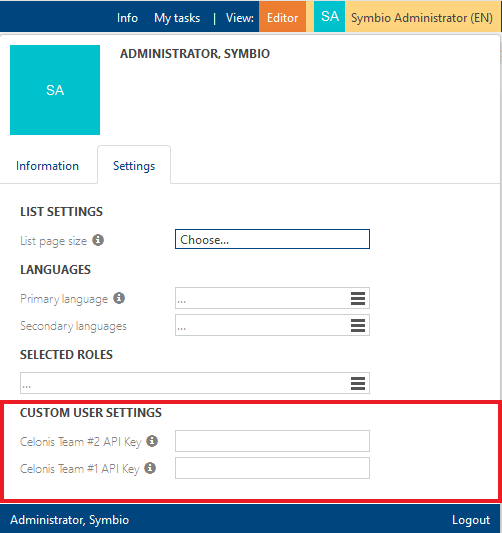 Info My tasks | View: Editor SA Symbio Administrator (EN)
SA
ADMINISTRATOR, SYMBIO
Information Settings
LIST SETTINGS
List page size Choose...
LANGUAGES
Primary language ...
Secondary languages ...
SELECTED ROLES
...
CUSTOM USER SETTINGS
Celonis Team #2 API Key
Celonis Team #1 API Key
Administrator, Symbio Logout